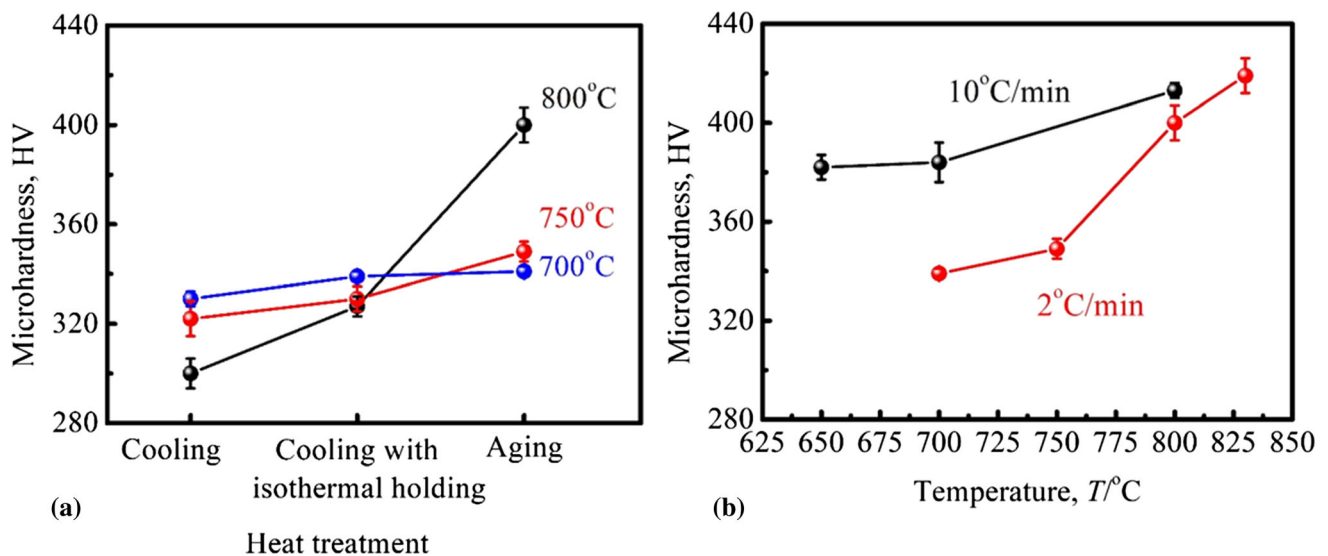 440
400
360
320
280
Microhardness, HV
800°C
750°C
700°C
Cooling
Cooling with
isothermal holding
Aging
Heat treatment
(a)
440
400
360
320
280
Microhardness, HV
10°C/min
2°C/min
625 650 675 700 725 750 775 800 825 850
Temperature, T/°C
(b)